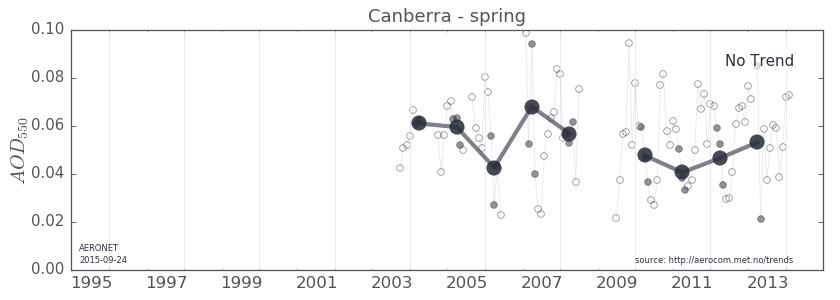 Canberra - spring
0.10
0.08
0.06
0.04
0.02
0.00
AOD550
No Trend
AERONET
2015-09-24
source: http://aerocom.met.no/trends
1995 1997 1999 2001 2003 2005 2007 2009 2011 2013